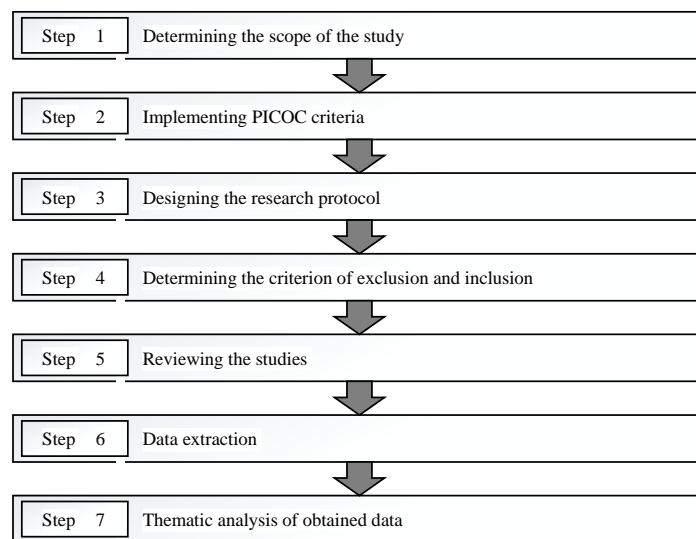 Step 1 Determining the scope of the study
Step 2 Implementing PICOC criteria
Step 3 Designing the research protocol
Step 4 Determining the criterion of exclusion and inclusion
Step 5 Reviewing the studies
Step 6 Data extraction
Step 7 Thematic analysis of obtained data